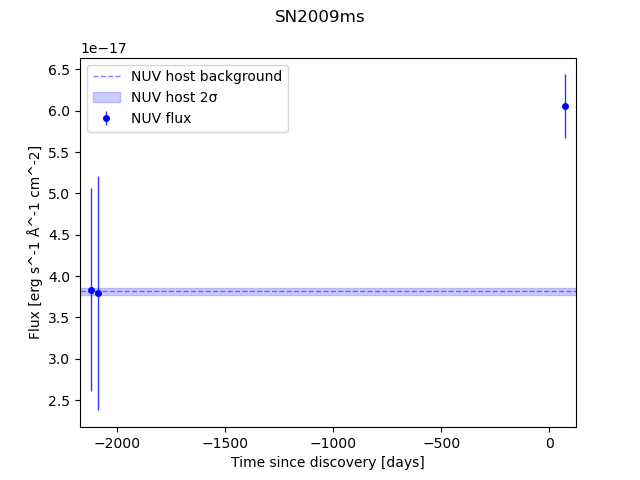 SN2009ms
1e−17
NUV host background
NUV host 2σ
NUV flux
6.5
6.0
5.5
5.0
4.5
4.0
3.5
3.0
2.5
Flux [erg s^-1 Å^-1 cm^-2]
−2000 −1500 −1000 −500 0
Time since discovery [days]